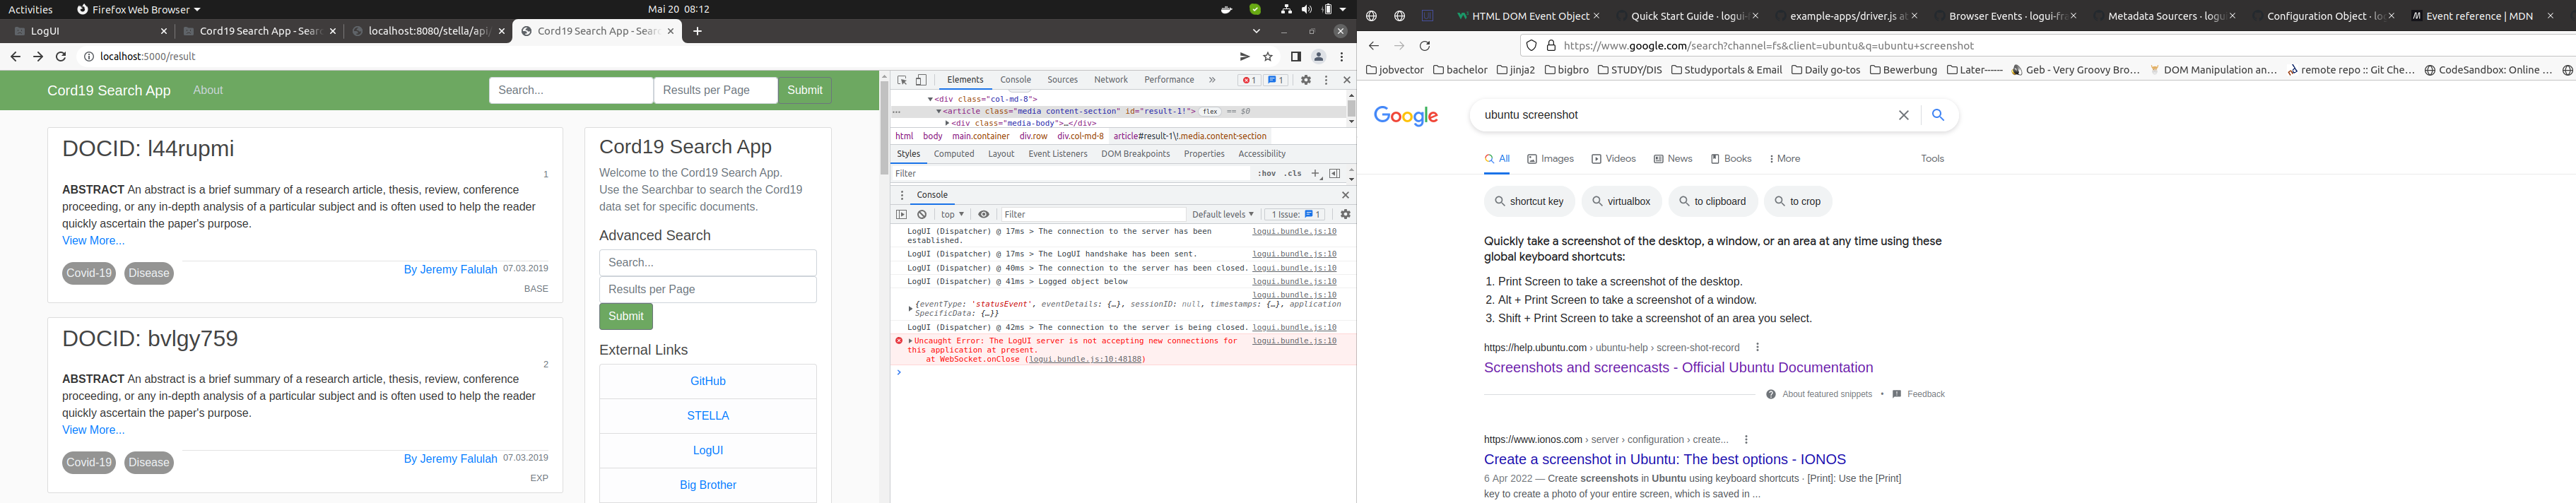 Activities
Firefox Web Browser
Mai 20 08:12
LogUI
Cord19 Search App - Sear
Cord19 Search App - Sear
localhost:8080/stella/api/
Cord19 Search App - Sear
localhost:5000/result
Cord19 Search App
About
Search...
Results per Page
Submit
DOCID: l44rupmi
1
ABSTRACT An abstract is a brief summary of a research article, thesis, review, conference
proceeding, or any in-depth analysis of a particular subject and is often used to help the reader
quickly ascertain the paper's purpose.
View More...
Covid-19
Disease
By Jeremy Falulah
07.03.2019
BASE
DOCID: bvlgy759
2
ABSTRACT An abstract is a brief summary of a research article, thesis, review, conference
proceeding, or any in-depth analysis of a particular subject and is often used to help the reader
quickly ascertain the paper's purpose.
View More...
Covid-19
Disease
By Jeremy Falulah
07.03.2019
EXP
Cord19 Search App
Welcome to the Cord19 Search App.
Use the Searchbar to search the Cord19
data set for specific documents.
Advanced Search
Search...
Results per Page
Submit
External Links
GitHub
STELLA
LogUI
Big Brother
Elements
Console
Sources
Network
Performance
1
1
<div class="col-md-8">
<article class="media content-section" id="result-1!"> flex == $0
<div class="media-body">…</div>
html
body
main.container
div.row
div.col-md-8
article#result-1\!.media.content-section
Styles
Computed
Layout
Event Listeners
DOM Breakpoints
Properties
Accessibility
Filter
:hov
.cls
Console
top
Filter
Default levels
1 Issue: 1
LogUI (Dispatcher) @ 17ms > The connection to the server has been
established.
logui.bundle.js:10
LogUI (Dispatcher) @ 17ms > The LogUI handshake has been sent.
logui.bundle.js:10
LogUI (Dispatcher) @ 40ms > The connection to the server has been closed.
logui.bundle.js:10
LogUI (Dispatcher) @ 41ms > Logged object below
logui.bundle.js:10
logui.bundle.js:10
{eventType: 'statusEvent', eventDetails: {…}, sessionID: null, timestamps: {…}, application
SpecificData: {…}}
LogUI (Dispatcher) @ 42ms > The connection to the server is being closed.
logui.bundle.js:10
Uncaught Error: The LogUI server is not accepting new connections for
this application at present.
at WebSocket.onClose (logui.bundle.js:10:48188)
logui.bundle.js:10
HTML DOM Event Object
Quick Start Guide · logui-
example-apps/driver.js at
Browser Events · logui-fra
Metadata Sourcers · logui
Configuration Object · log
Event reference | MDN
https://www.google.com/search?channel=fs&client=ubuntu&q=ubuntu+screenshot
jobvector
bachelor
jinja2
bigbro
STUDY/DIS
Studyportals & Email
Daily go-tos
Bewerbung
Later------
Geb - Very Groovy Bro…
DOM Manipulation an…
remote repo :: Git Che…
CodeSandbox: Online …
Google
ubuntu screenshot
All
Images
Videos
News
Books
More
Tools
shortcut key
virtualbox
to clipboard
to crop
Quickly take a screenshot of the desktop, a window, or an area at any time using these
global keyboard shortcuts:
1. Print Screen to take a screenshot of the desktop.
2. Alt + Print Screen to take a screenshot of a window.
3. Shift + Print Screen to take a screenshot of an area you select.
https://help.ubuntu.com › ubuntu-help › screen-shot-record
Screenshots and screencasts - Official Ubuntu Documentation
About featured snippets • Feedback
https://www.ionos.com › server › configuration › create...
Create a screenshot in Ubuntu: The best options - IONOS
6 Apr 2022 — Create screenshots in Ubuntu using keyboard shortcuts · [Print]: Use the [Print]
key to create a photo of your entire screen, which is saved in ...